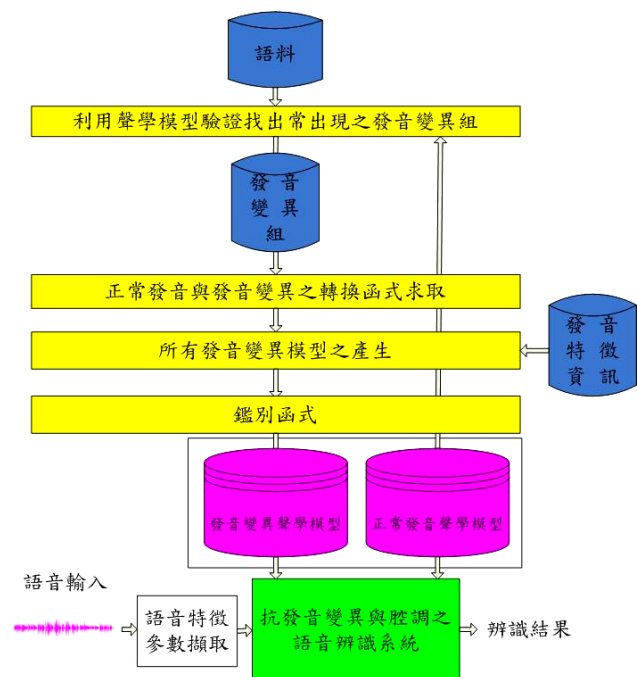 語料
利用聲學模型驗證找出常出現之發音變異組
發 音
變 異
組
正常發音與發音變異之轉換函式求取
所有發音變異模型之產生
發 音
特 徵
資 訊
鑑別函式
發音變異聲學模型
正常發音聲學模型
語音輸入
語音特徵
參數擷取
抗發音變異與腔調之
語音辨識系統
辨識結果